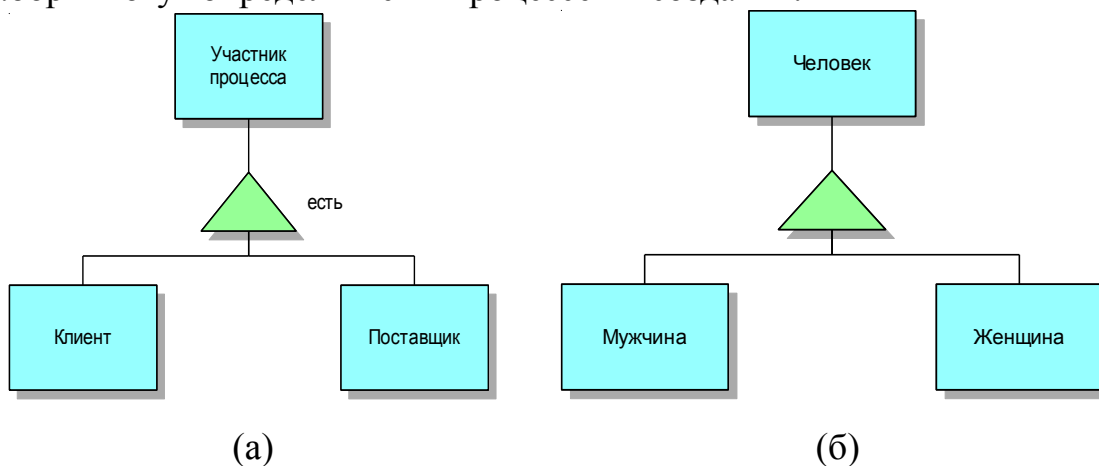 Участник
процесса
Человек
есть
Клиент
Поставщик
Мужчина
Женщина
(а)
(б)